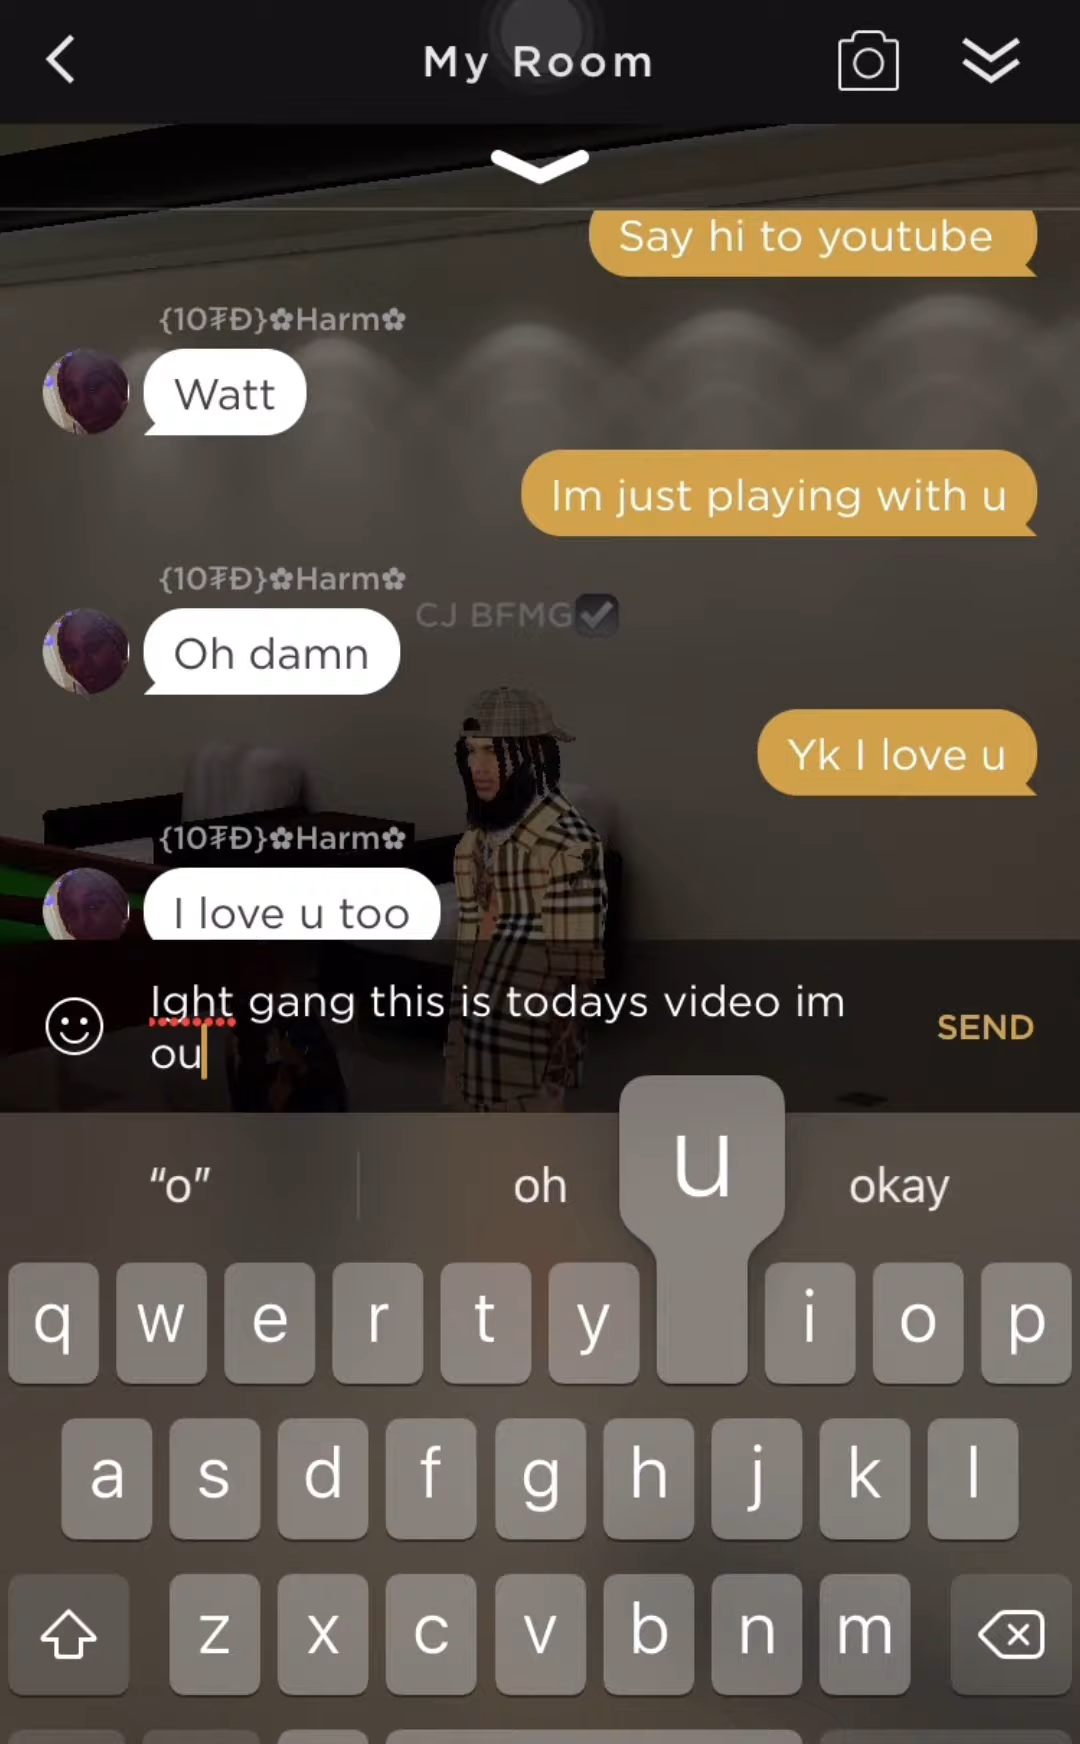 My Room
Say hi to youtube
{10₮Đ}✿Harm✿
Watt
Im just playing with u
{10₮Đ}✿Harm✿
CJ BFMG
Oh damn
Yk I love u
{10₮Đ}✿Harm✿
I love u too
Ight gang this is todays video im
ou
SEND
“o” oh okay
u
q w e r t y i o p
a s d f g h j k l
z x c v b n m